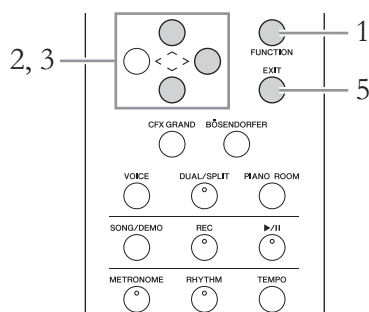 1
FUNCTION
2, 3
< >
EXIT
5
CFX GRAND BÖSENDORFER
VOICE DUAL/SPLIT PIANO ROOM
SONG/DEMO REC ►/II
METRONOME RHYTHM TEMPO